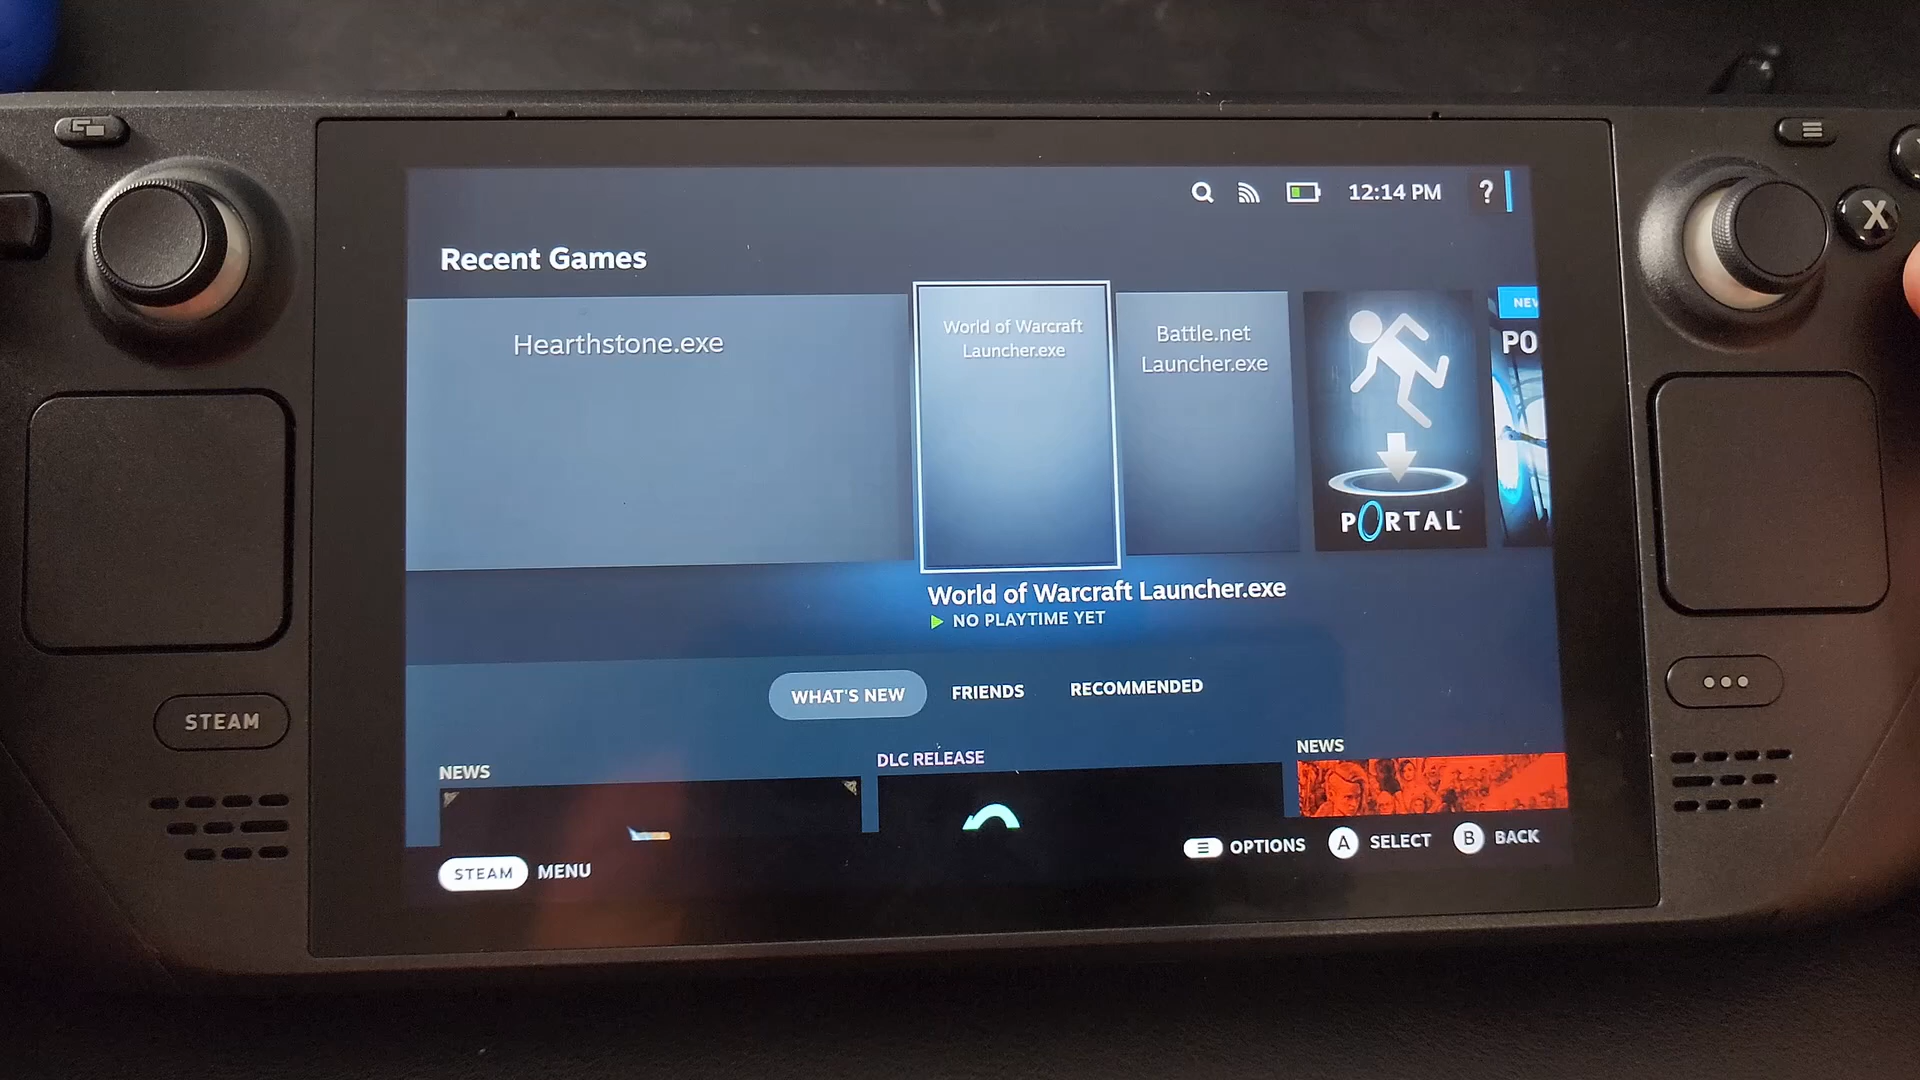 12:14 PM
?
Recent Games
Hearthstone.exe
World of Warcraft
Launcher.exe
Battle.net
Launcher.exe
PORTAL
NEW
PO
X
World of Warcraft Launcher.exe
NO PLAYTIME YET
WHAT'S NEW
FRIENDS
RECOMMENDED
STEAM
NEWS
DLC RELEASE
NEWS
STEAM
MENU
OPTIONS
A
SELECT
B
BACK